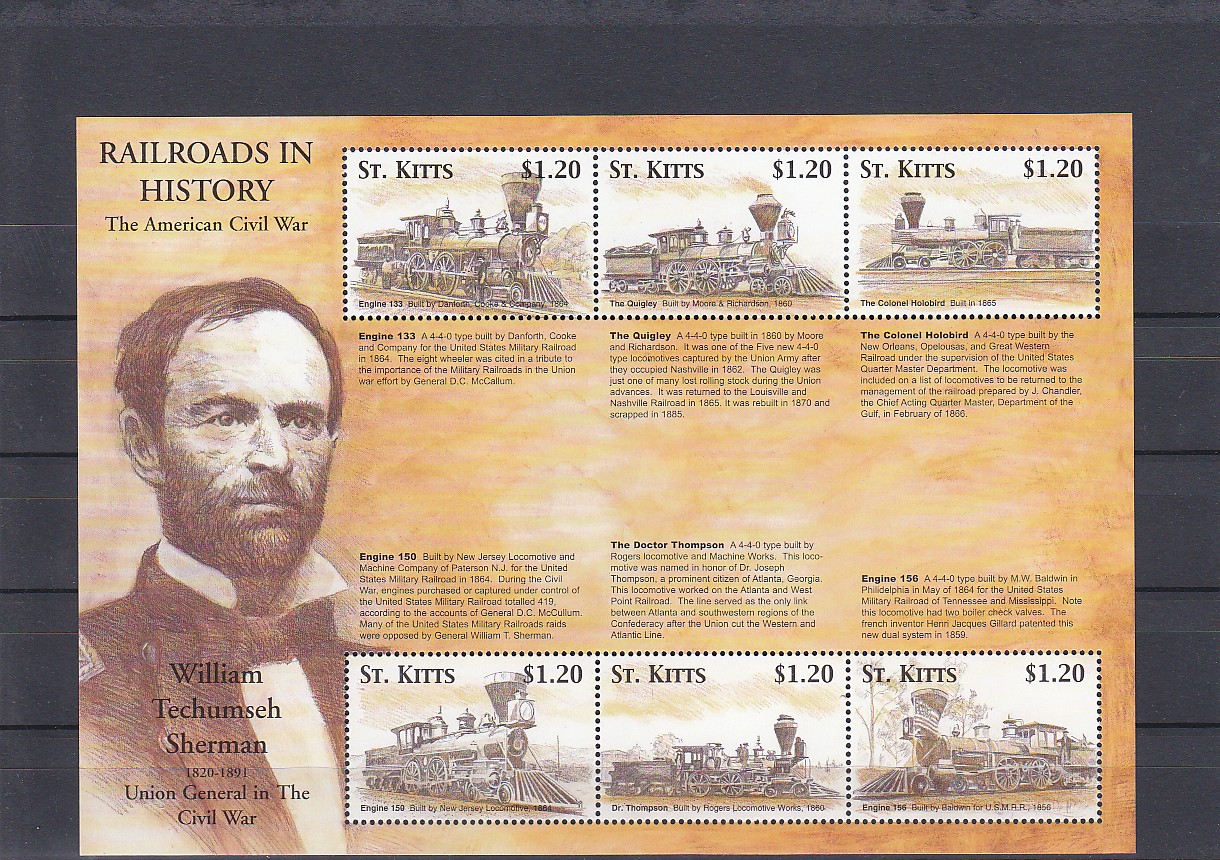 RAILROADS IN
HISTORY
The American Civil War
ST. KITTS $1.20
Engine 133 Built by Danforth, Cooke & Company, 1864
ST. KITTS $1.20
The Quigley Built by Moore & Richardson, 1860
ST. KITTS $1.20
The Colonel Holobird Built in 1865
Engine 133 A 4-4-0 type built by Danforth, Cooke
and Company for the United States Military Railroad
in 1864. The eight wheeler was cited in a tribute to
the importance of the Military Railroads in the Union
war effort by General D.C. McCallum.
The Quigley A 4-4-0 type built in 1860 by Moore
and Richardson. It was one of the Five new 4-4-0
type locomotives captured by the Union Army after
they occupied Nashville in 1862. The Quigley was
just one of many lost rolling stock during the Union
advances. It was returned to the Louisville and
Nashville Railroad in 1865. It was rebuilt in 1870 and
scrapped in 1885.
The Colonel Holobird A 4-4-0 type built by the
New Orleans, Opelousas, and Great Western
Railroad under the supervision of the United States
Quarter Master Department. The locomotive was
included on a list of locomotives to be returned to the
management of the railroad prepared by J. Chandler,
the Chief Acting Quarter Master, Department of the
Gulf, in February of 1866.
Engine 150 Built by New Jersey Locomotive and
Machine Company of Paterson N.J. for the United
States Military Railroad in 1864. During the Civil
War, engines purchased or captured under control of
the United States Military Railroad totalled 419,
according to the accounts of General D.C. McCallum.
Many of the United States Military Railroads raids
were opposed by General William T. Sherman.
The Doctor Thompson A 4-4-0 type built by
Rogers locomotive and Machine Works. This loco-
motive was named in honor of Dr. Joseph
Thompson, a prominent citizen of Atlanta, Georgia.
This locomotive worked on the Atlanta and West
Point Railroad. The line served as the only link
between Atlanta and southwestern regions of the
Confederacy after the Union cut the Western and
Atlantic Line.
Engine 156 A 4-4-0 type built by M.W. Baldwin in
Philidelphia in May of 1864 for the United States
Military Railroad of Tennessee and Mississippi. Note
this locomotive had two boiler check valves. The
french inventor Henri Jacques Gillard patented this
new dual system in 1859.
William
Techumseh
Sherman
1820-1891
Union General in The
Civil War
ST. KITTS $1.20
Engine 150 Built by New Jersey Locomotive, 1864
ST. KITTS $1.20
Dr. Thompson Built by Rogers Locomotive Works, 1860
ST. KITTS $1.20
Engine 156 Built by Baldwin for U.S.M.R.R., 1856